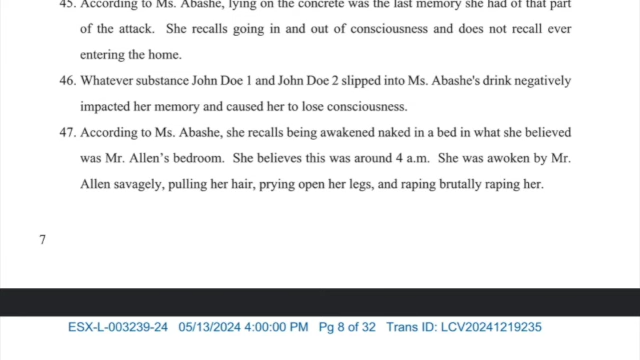 45. According to Ms. Abashe, lying on the concrete was the last memory she had of that part
of the attack. She recalls going in and out of consciousness and does not recall ever
entering the home.
46. Whatever substance John Doe 1 and John Doe 2 slipped into Ms. Abashe's drink negatively
impacted her memory and caused her to lose consciousness.
47. According to Ms. Abashe, she recalls being awakened naked in a bed in what she believed
was Mr. Allen's bedroom. She believes this was around 4 a.m. She was awoken by Mr.
Allen savagely, pulling her hair, prying open her legs, and raping brutally raping her.
7
ESX-L-003239-24 05/13/2024 4:00:00 PM Pg 8 of 32 Trans ID: LCV20241219235